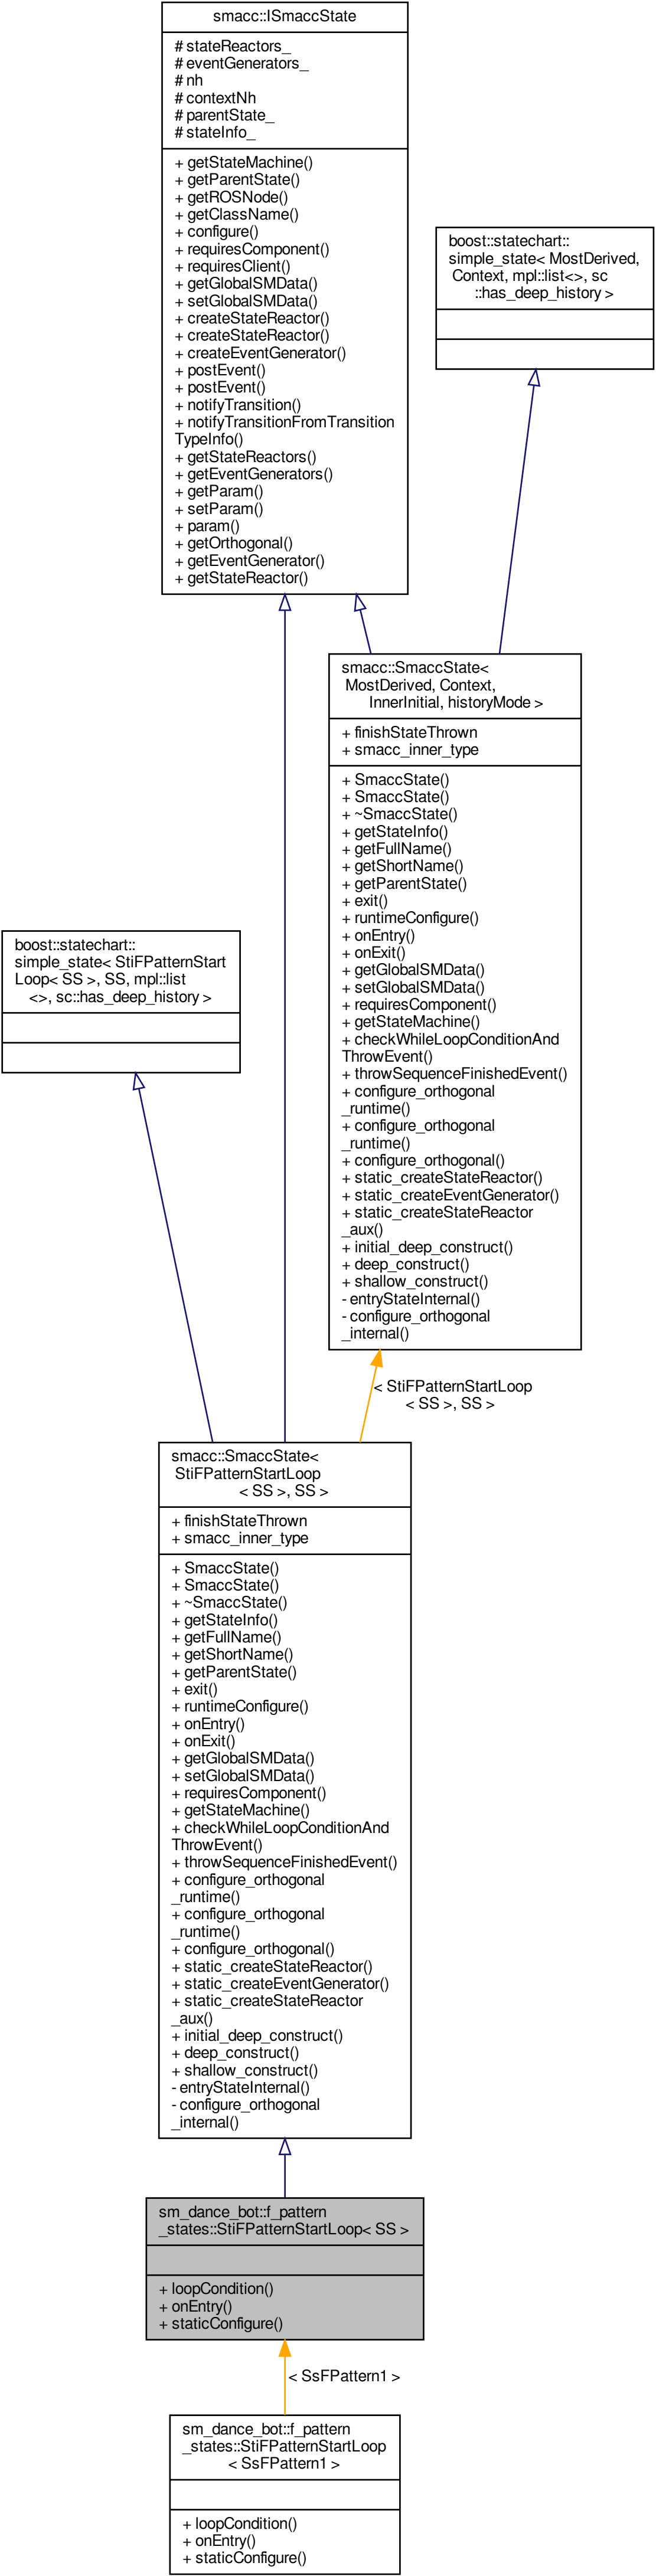 smacc::ISmaccState
# stateReactors_
# eventGenerators_
# nh
# contextNh
# parentState_
# stateInfo_
+ getStateMachine()
+ getParentState()
+ getROSNode()
+ getClassName()
+ configure()
+ requiresComponent()
+ requiresClient()
+ getGlobalSMData()
+ setGlobalSMData()
+ createStateReactor()
+ createStateReactor()
+ createEventGenerator()
+ postEvent()
+ postEvent()
+ notifyTransition()
+ notifyTransitionFromTransition
TypeInfo()
+ getStateReactors()
+ getEventGenerators()
+ getParam()
+ setParam()
+ param()
+ getOrthogonal()
+ getEventGenerator()
+ getStateReactor()
boost::statechart::
simple_state< MostDerived,
Context, mpl::list<>, sc
::has_deep_history >
smacc::SmaccState<
MostDerived, Context,
InnerInitial, historyMode >
+ finishStateThrown
+ smacc_inner_type
+ SmaccState()
+ SmaccState()
+ ~SmaccState()
+ getStateInfo()
+ getFullName()
+ getShortName()
+ getParentState()
+ exit()
+ runtimeConfigure()
+ onEntry()
+ onExit()
+ getGlobalSMData()
+ setGlobalSMData()
+ requiresComponent()
+ getStateMachine()
+ checkWhileLoopConditionAnd
ThrowEvent()
+ throwSequenceFinishedEvent()
+ configure_orthogonal
_runtime()
+ configure_orthogonal
_runtime()
+ configure_orthogonal()
+ static_createStateReactor()
+ static_createEventGenerator()
+ static_createStateReactor
_aux()
+ initial_deep_construct()
+ deep_construct()
+ shallow_construct()
- entryStateInternal()
- configure_orthogonal
_internal()
boost::statechart::
simple_state< StiFPatternStart
Loop< SS >, SS, mpl::list
<>, sc::has_deep_history >
< StiFPatternStartLoop
< SS >, SS >
smacc::SmaccState<
StiFPatternStartLoop
< SS >, SS >
+ finishStateThrown
+ smacc_inner_type
+ SmaccState()
+ SmaccState()
+ ~SmaccState()
+ getStateInfo()
+ getFullName()
+ getShortName()
+ getParentState()
+ exit()
+ runtimeConfigure()
+ onEntry()
+ onExit()
+ getGlobalSMData()
+ setGlobalSMData()
+ requiresComponent()
+ getStateMachine()
+ checkWhileLoopConditionAnd
ThrowEvent()
+ throwSequenceFinishedEvent()
+ configure_orthogonal
_runtime()
+ configure_orthogonal
_runtime()
+ configure_orthogonal()
+ static_createStateReactor()
+ static_createEventGenerator()
+ static_createStateReactor
_aux()
+ initial_deep_construct()
+ deep_construct()
+ shallow_construct()
- entryStateInternal()
- configure_orthogonal
_internal()
sm_dance_bot::f_pattern
_states::StiFPatternStartLoop< SS >
+ loopCondition()
+ onEntry()
+ staticConfigure()
< SsFPattern1 >
sm_dance_bot::f_pattern
_states::StiFPatternStartLoop
< SsFPattern1 >
+ loopCondition()
+ onEntry()
+ staticConfigure()